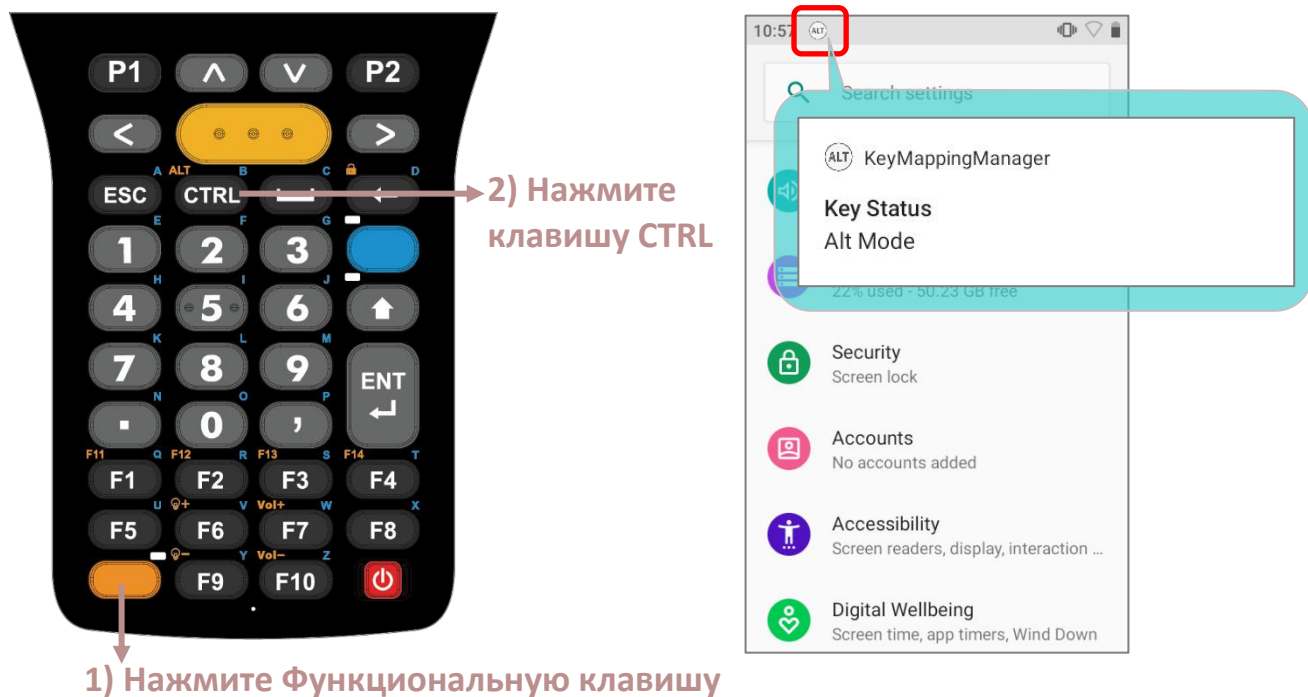 P1 P2
A ALT B C D
ESC CTRL
2) Нажмите
клавишу CTRL
E F G
1 2 3
H I J
4 5 6
K L M
7 8 9
ENT
N O P
. 0 ,
F11 Q F12 R F13 S F14 T
F1 F2 F3 F4
U + V Vol+ W X
F5 F6 F7 F8
- Y Vol- Z
F9 F10
1) Нажмите Функциональную клавишу
10:57 ALT
Search settings
ALT KeyMappingManager
Key Status
Alt Mode
22% used - 50.23 GB free
Security
Screen lock
Accounts
No accounts added
Accessibility
Screen readers, display, interaction ...
Digital Wellbeing
Screen time, app timers, Wind Down